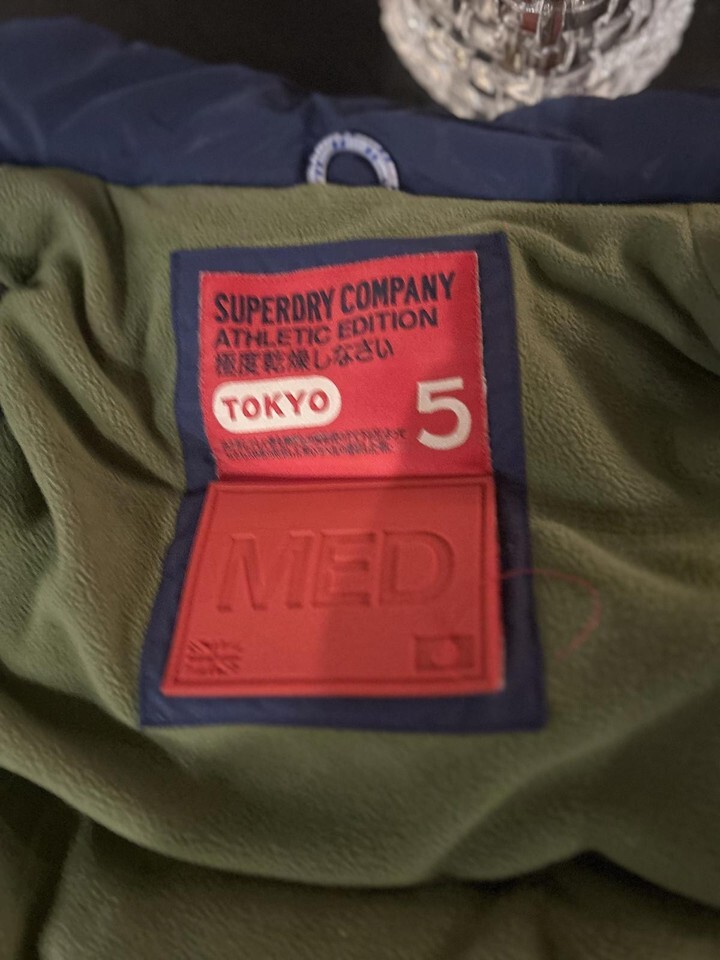 SUPERDRY COMPANY
ATHLETIC EDITION
極度乾燥しなさい
TOKYO
5
MED